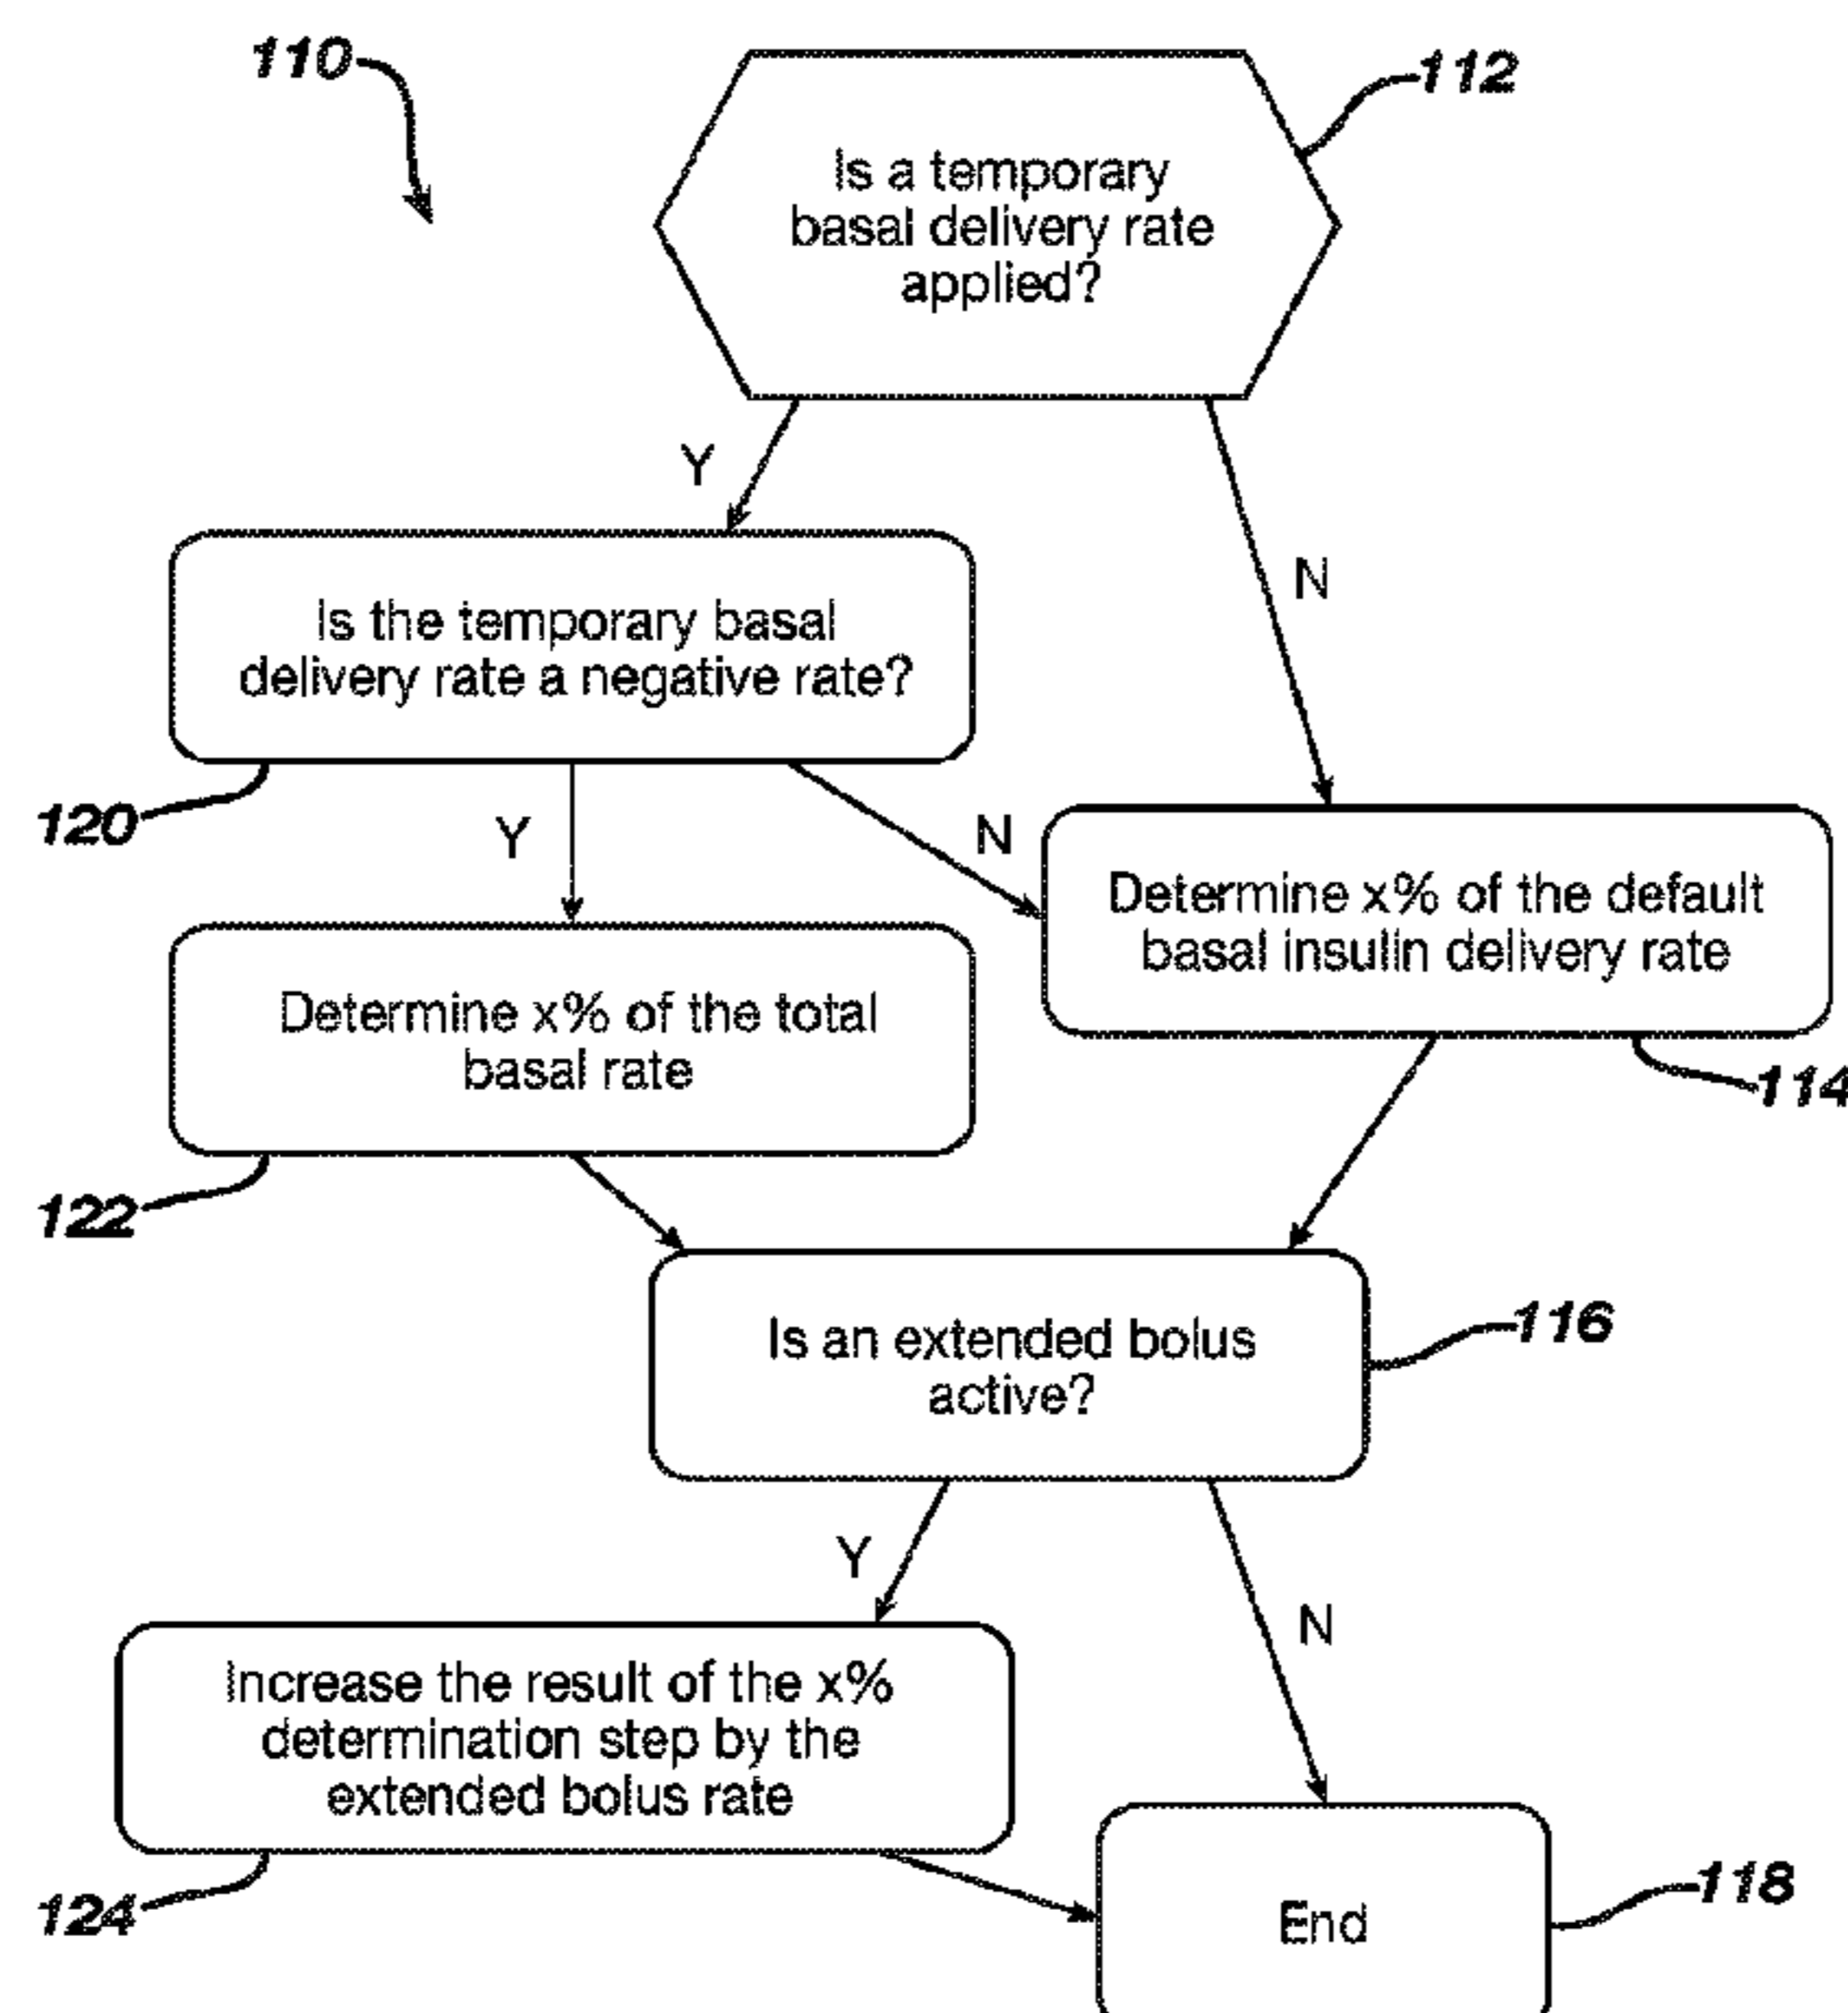 110
112
Is a temporary
basal delivery rate
applied?
Y
N
Is the temporary basal
delivery rate a negative rate?
120
Y
N
Determine x% of the default
basal insulin delivery rate
114
Determine x% of the total
basal rate
122
Is an extended bolus
active?
116
Y
N
Increase the result of the x%
determination step by the
extended bolus rate
124
End
118